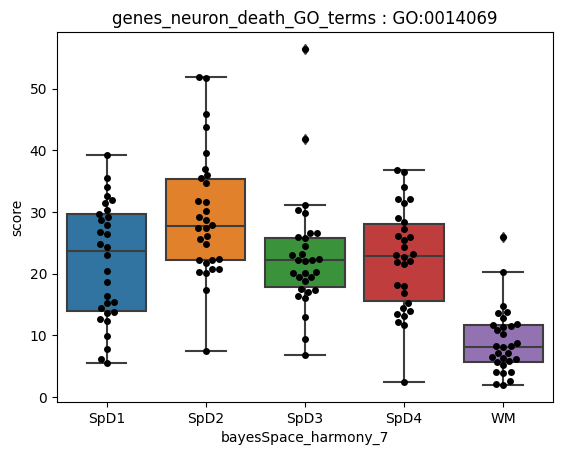 genes_neuron_death_GO_terms : GO:0014069
score
50
40
30
20
10
0
SpD1 SpD2 SpD3 SpD4 WM
bayesSpace_harmony_7